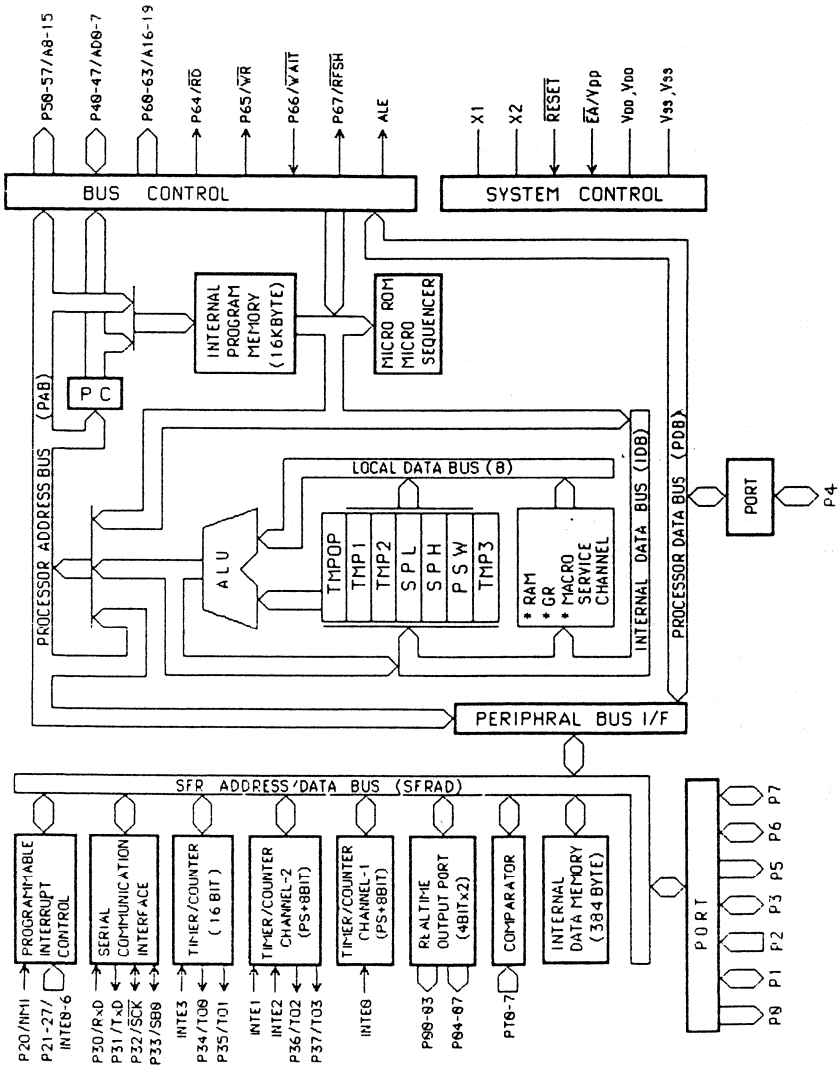 P50-57/A8-15
P40-47/AD0-7
P60-63/A16-19
P64/RD
P65/WR
P66/WAIT
P67/RFSH
ALE
X1
X2
RESET
EA/VPP
VDD,VDD
VSS,VSS
BUS CONTROL
SYSTEM CONTROL
INTERNAL
PROGRAM
MEMORY
(16KBYTE)
MICRO ROM
MICRO
SEQUENCER
PC
PROCESSOR ADDRESS BUS (PAB)
ALU
LOCAL DATA BUS (8)
TMPOP
TMP1
TMP2
SPL
SPH
PSW
TMP3
* RAM
* GR
* MACRO
SERVICE
CHANNEL
INTERNAL DATA BUS (IDB)
PROCESSOR DATA BUS (PDB)
PORT
P4
PERIPHRAL BUS I/F
SFR ADDRESS/DATA BUS (SFRAD)
PROGRAMMABLE
INTERRUPT
CONTROL
SERIAL
COMMUNICATION
INTERFACE
TIMER/COUNTER
(16 BIT)
TIMER/COUNTER
CHANNEL-2
(PS+8BIT)
TIMER/COUNTER
CHANNEL-1
(PS+8BIT)
REALTIME
OUTPUT PORT
(4BITx2)
COMPARATOR
INTERNAL
DATA MEMORY
(384 BYTE)
P20/NMI
P21-27/
INTE0-6
P30/RxD
P31/TxD
P32/SCK
P33/SB0
INTE3
P34/TO0
P35/TO1
INTE1
INTE2
P36/TO2
P37/TO3
INTE0
P00-03
P04-07
PT0-7
PORT
P0
P1
P2
P3
P5
P6
P7